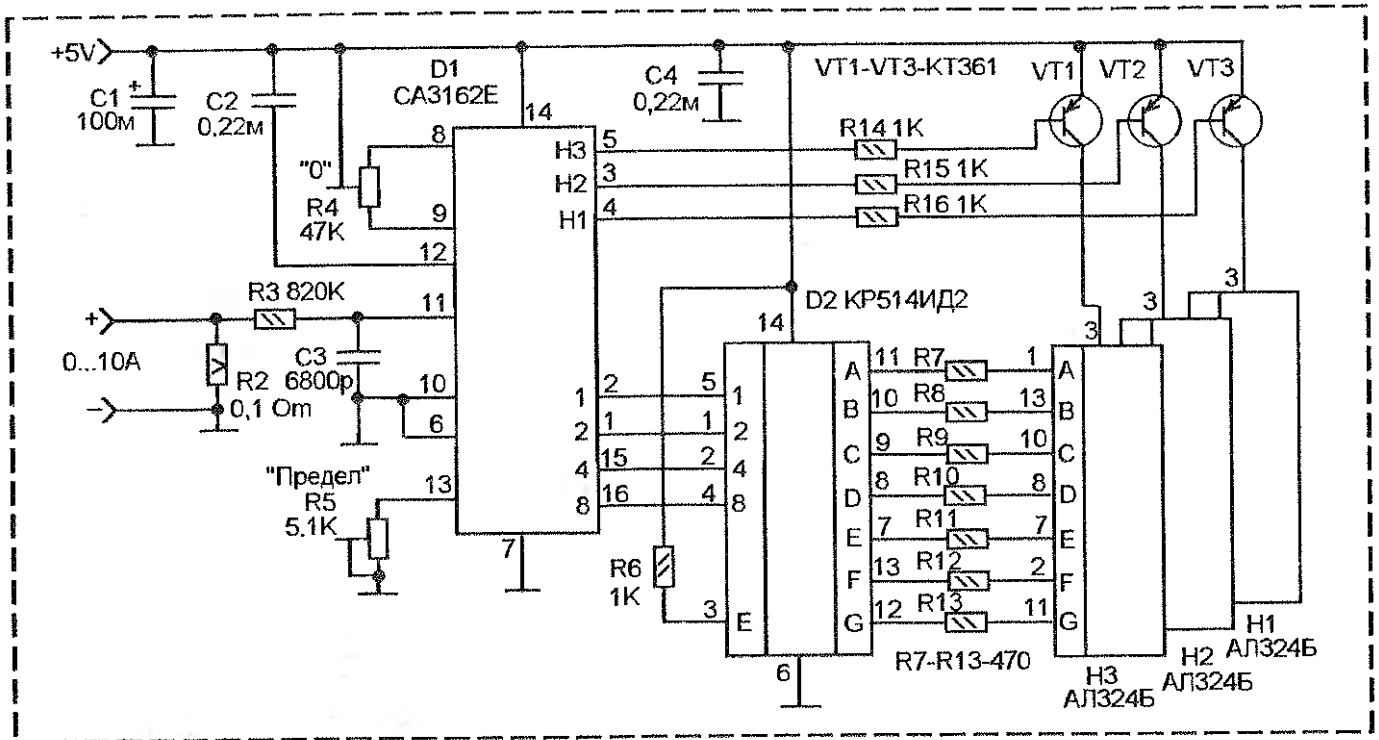 +5V
C1
100м
+
C2
0,22м
D1
CA3162E
14
C4
0,22м
VT1-VT3-КТ361
VT1
VT2
VT3
"0"
R4
47K
8
9
12
11
10
6
13
7
H3
H2
H1
5
3
4
R14 1K
R15 1K
R16 1K
R3 820K
+
0...10A
–
R2
0,1 Om
C3
6800p
"Предел"
R5
5.1K
1
2
4
8
2
1
15
16
5
1
2
4
3
1
2
4
8
E
R6
1K
D2 КР514ИД2
14
6
A
B
C
D
E
F
G
11
10
9
8
7
13
12
R7
R8
R9
R10
R11
R12
R13
R7-R13-470
1
13
10
8
7
2
11
A
B
C
D
E
F
G
3
3
3
H3
АЛ324Б
H2
АЛ324Б
H1
АЛ324Б